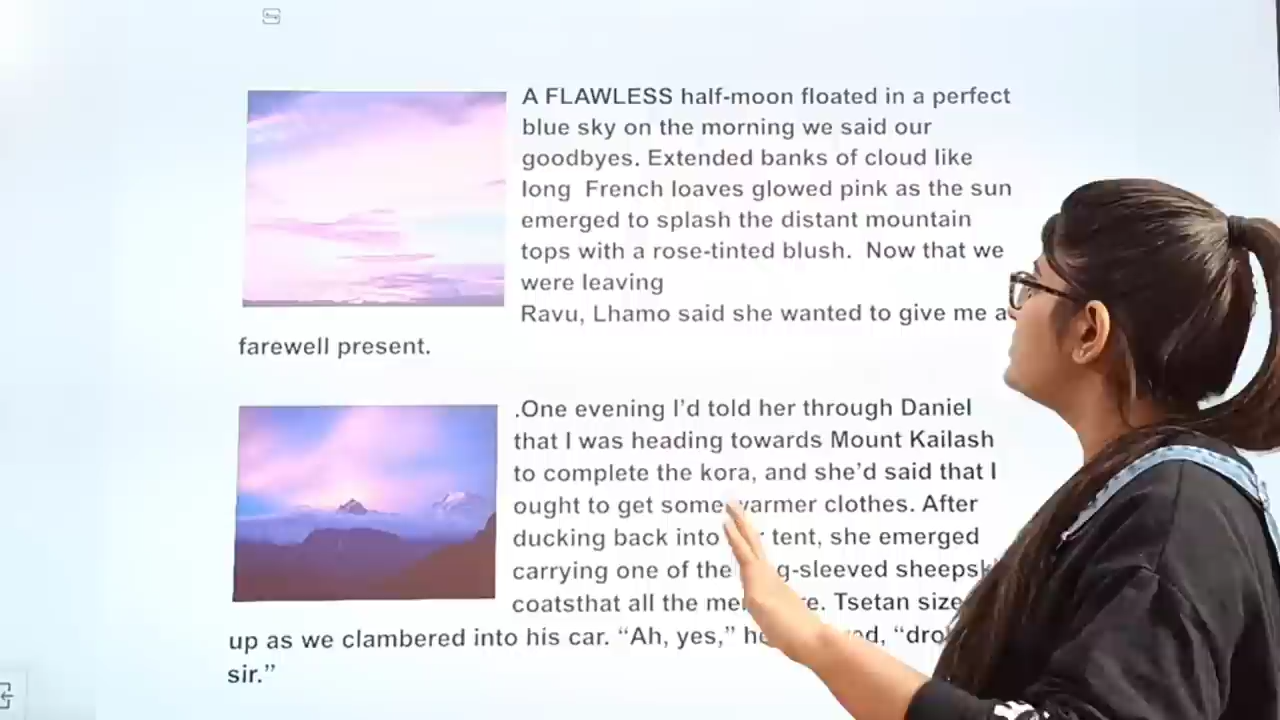 A FLAWLESS half-moon floated in a perfect
blue sky on the morning we said our
goodbyes. Extended banks of cloud like
long French loaves glowed pink as the sun
emerged to splash the distant mountain
tops with a rose-tinted blush. Now that we
were leaving
Ravu, Lhamo said she wanted to give me a
farewell present.
.One evening I'd told her through Daniel
that I was heading towards Mount Kailash
to complete the kora, and she'd said that I
ought to get some warmer clothes. After
ducking back into tent, she emerged
carrying one of the sleeved
coatsthat all the Tsetan
up as we clambered into his car. “Ah, yes,”
sir.”